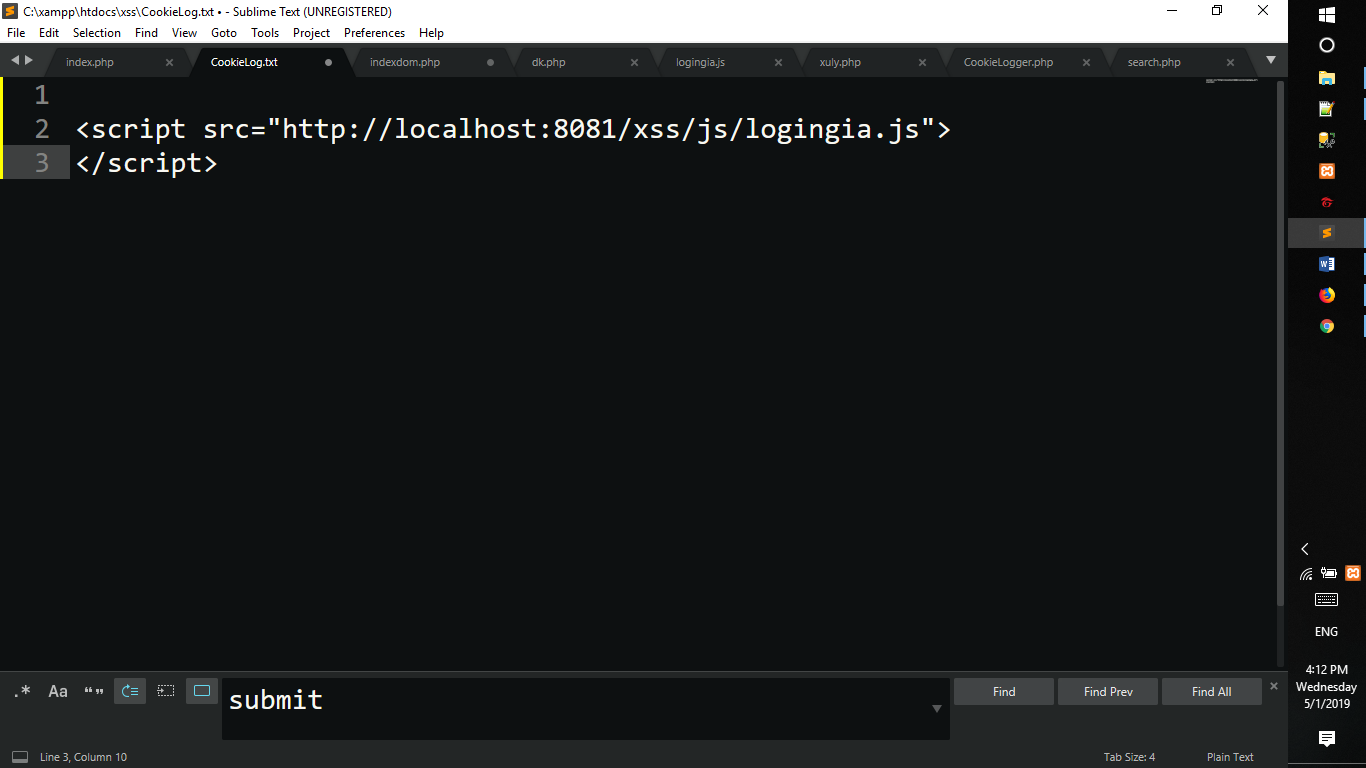 C:\xampp\htdocs\xss\CookieLog.txt • - Sublime Text (UNREGISTERED)
File Edit Selection Find View Goto Tools Project Preferences Help
index.php CookieLog.txt indexdom.php dk.php logingia.js xuly.php CookieLogger.php search.php
1
2 <script src="http://localhost:8081/xss/js/logingia.js">
3 </script>
.* Aa “” submit Find Find Prev Find All
Line 3, Column 10 Tab Size: 4 Plain Text
ENG
4:12 PM
Wednesday
5/1/2019